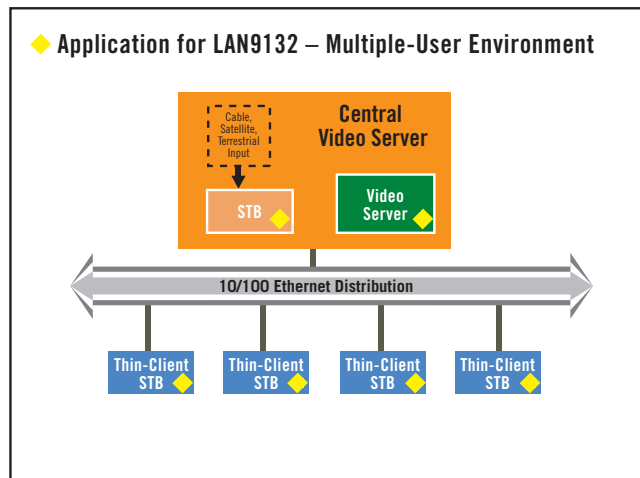 Application for LAN9132 – Multiple-User Environment
Cable,
Satellite,
Terrestrial
Input
Central
Video Server
STB
Video
Server
10/100 Ethernet Distribution
Thin-Client
STB
Thin-Client
STB
Thin-Client
STB
Thin-Client
STB